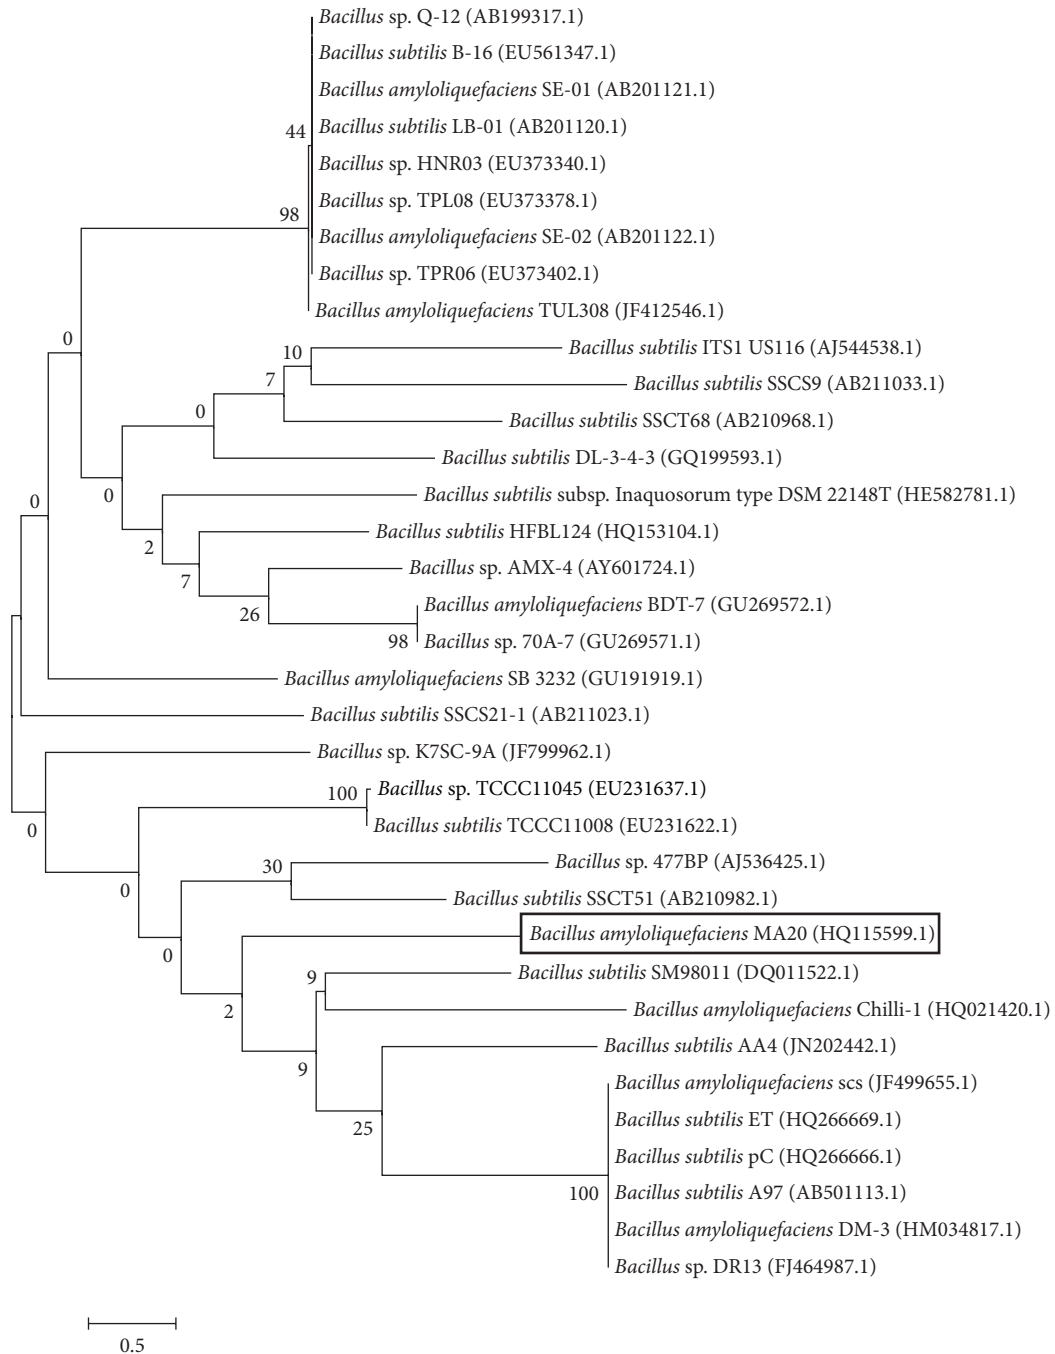 Bacillus sp. Q-12 (AB199317.1)
Bacillus subtilis B-16 (EU561347.1)
Bacillus amyloliquefaciens SE-01 (AB201121.1)
44 Bacillus subtilis LB-01 (AB201120.1)
Bacillus sp. HNR03 (EU373340.1)
Bacillus sp. TPL08 (EU373378.1)
98
Bacillus amyloliquefaciens SE-02 (AB201122.1)
Bacillus sp. TPR06 (EU373402.1)
Bacillus amyloliquefaciens TUL308 (JF412546.1)
0
10 Bacillus subtilis ITS1 US116 (AJ544538.1)
7 Bacillus subtilis SSCS9 (AB211033.1)
0 Bacillus subtilis SSCT68 (AB210968.1)
Bacillus subtilis DL-3-4-3 (GQ199593.1)
0 0 Bacillus subtilis subsp. Inaquosorum type DSM 22148T (HE582781.1)
Bacillus subtilis HFBL124 (HQ153104.1)
2
7 Bacillus sp. AMX-4 (AY601724.1)
26 Bacillus amyloliquefaciens BDT-7 (GU269572.1)
98 Bacillus sp. 70A-7 (GU269571.1)
Bacillus amyloliquefaciens SB 3232 (GU191919.1)
Bacillus subtilis SSCS21-1 (AB211023.1)
Bacillus sp. K7SC-9A (JF799962.1)
100 Bacillus sp. TCCC11045 (EU231637.1)
0 Bacillus subtilis TCCC11008 (EU231622.1)
30 Bacillus sp. 477BP (AJ536425.1)
0 Bacillus subtilis SSCT51 (AB210982.1)
Bacillus amyloliquefaciens MA20 (HQ115599.1)
0
9 Bacillus subtilis SM98011 (DQ011522.1)
2 Bacillus amyloliquefaciens Chilli-1 (HQ021420.1)
Bacillus subtilis AA4 (JN202442.1)
9
Bacillus amyloliquefaciens scs (JF499655.1)
25 Bacillus subtilis ET (HQ266669.1)
Bacillus subtilis pC (HQ266666.1)
100 Bacillus subtilis A97 (AB501113.1)
Bacillus amyloliquefaciens DM-3 (HM034817.1)
Bacillus sp. DR13 (FJ464987.1)
0.5